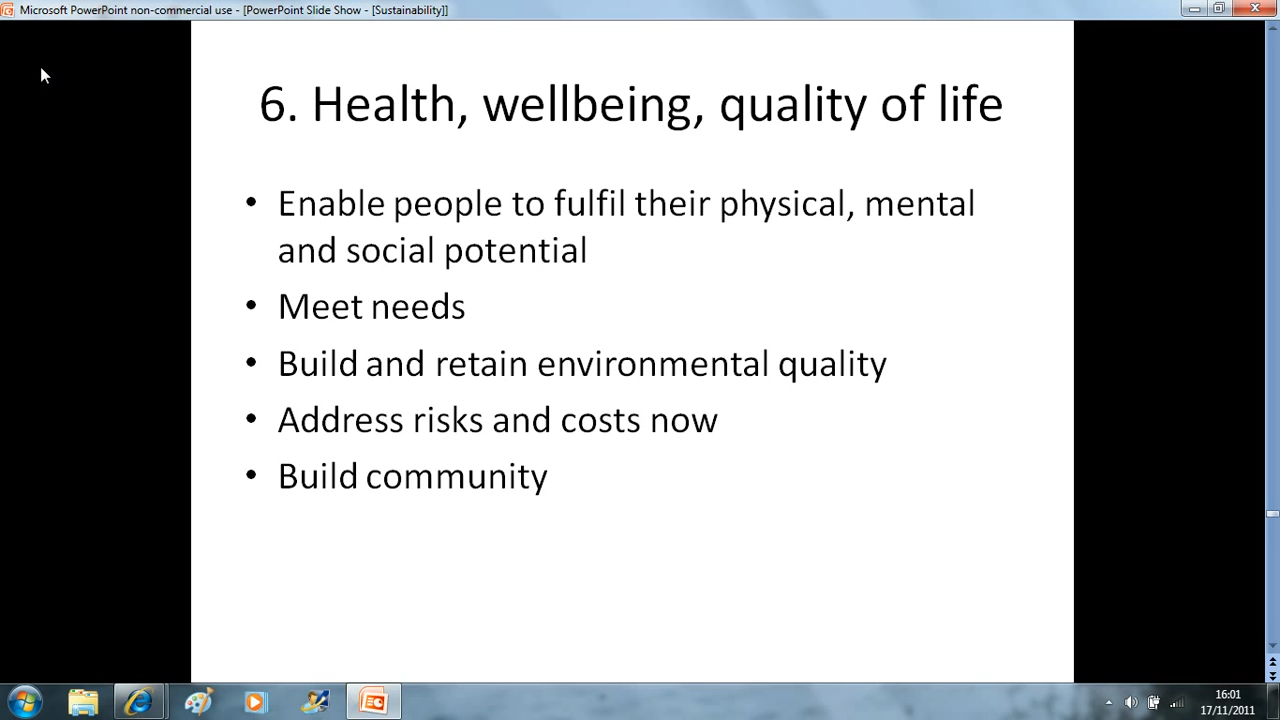 Microsoft PowerPoint non-commercial use - [PowerPoint Slide Show - [Sustainability]]
6. Health, wellbeing, quality of life
• Enable people to fulfil their physical, mental
and social potential
• Meet needs
• Build and retain environmental quality
• Address risks and costs now
• Build community
16:01
17/11/2011